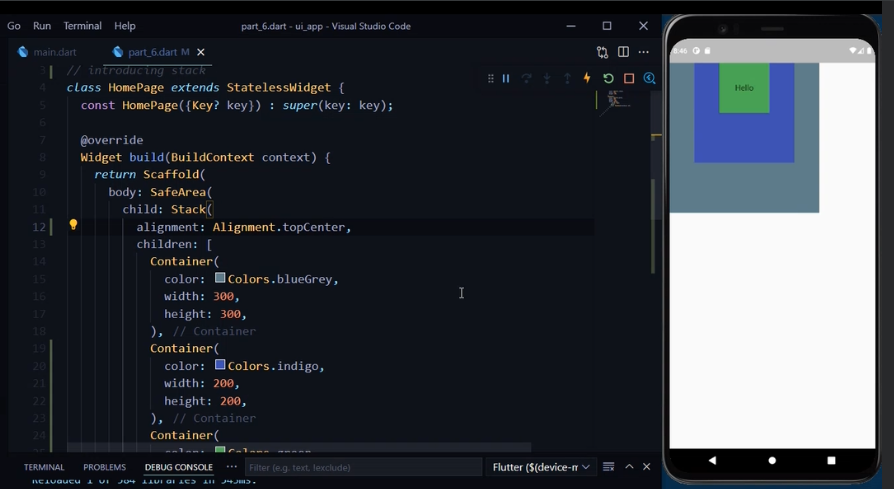 Go Run Terminal Help part_6.dart - ui_app - Visual Studio Code
main.dart part_6.dart M
3 // introducing stack
4 class HomePage extends StatelessWidget {
5 const HomePage({Key? key}) : super(key: key);
6
7 @override
8 Widget build(BuildContext context) {
9 return Scaffold(
10 body: SafeArea(
11 child: Stack(
12 alignment: Alignment.topCenter,
13 children: [
14 Container(
15 color: Colors.blueGrey,
16 width: 300,
17 height: 300,
18 ), // Container
19 Container(
20 color: Colors.indigo,
21 width: 200,
22 height: 200,
23 ), // Container
24 Container(
color: Colors.green
TERMINAL PROBLEMS DEBUG CONSOLE ... Filter (e.g. text, !exclude) Flutter ($(device-m
Reloaded 1 of 584 libraries in 543ms.
8:46
Hello